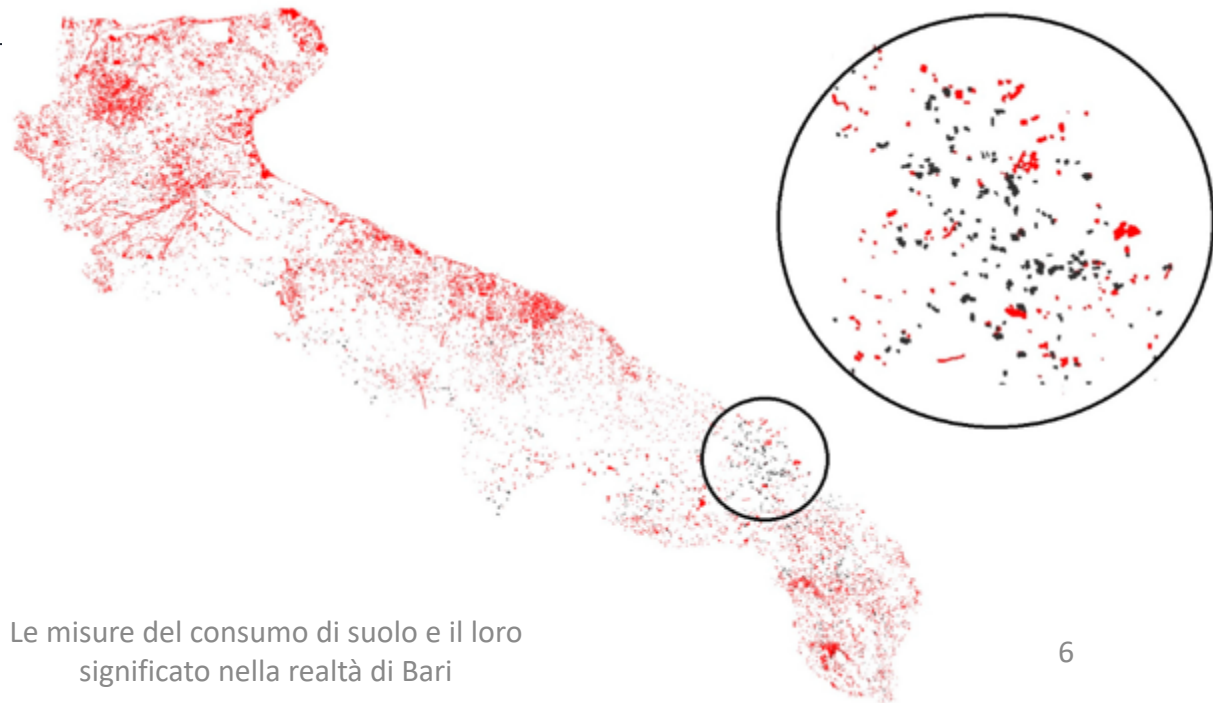 Le misure del consumo di suolo e il loro
significato nella realtà di Bari
6